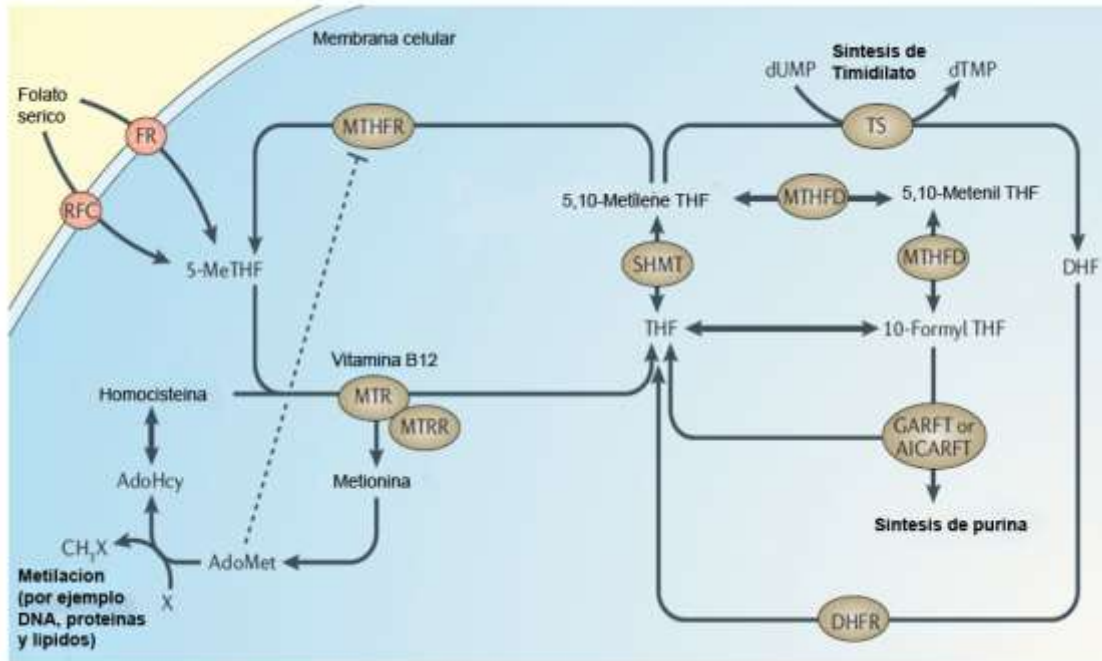 Membrana celular
Folato
serico
FR
RFC
5-MeTHF
MTHFR
Sintesis de
Timidilato
dUMP
dTMP
TS
5,10-Metilene THF
MTHFD
5,10-Metenil THF
SHMT
MTHFD
DHF
THF
10-Formyl THF
Vitamina B12
Homocisteina
MTR
MTRR
GARFT or
AICARFT
AdoHcy
Metionina
Sintesis de purina
CH₃X
AdoMet
X
Metilacion
(por ejemplo
DNA, proteinas
y lipidos)
DHFR